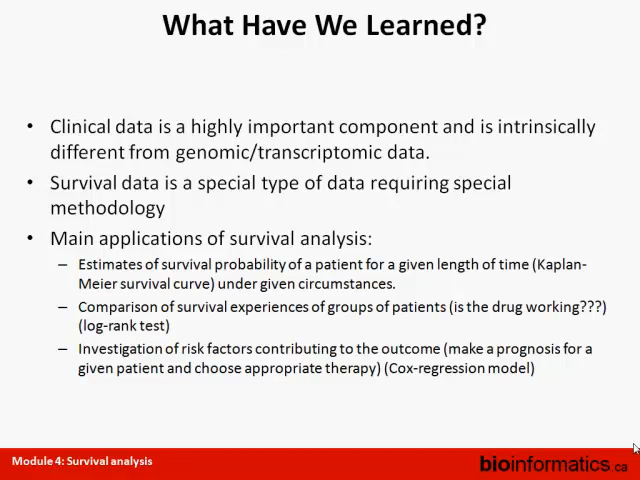 What Have We Learned?
• Clinical data is a highly important component and is intrinsically
different from genomic/transcriptomic data.
• Survival data is a special type of data requiring special
methodology
• Main applications of survival analysis:
– Estimates of survival probability of a patient for a given length of time (Kaplan-
Meier survival curve) under given circumstances.
– Comparison of survival experiences of groups of patients (is the drug working???)
(log-rank test)
– Investigation of risk factors contributing to the outcome (make a prognosis for a
given patient and choose appropriate therapy) (Cox-regression model)
Module 4: Survival analysis
bioinformatics.ca